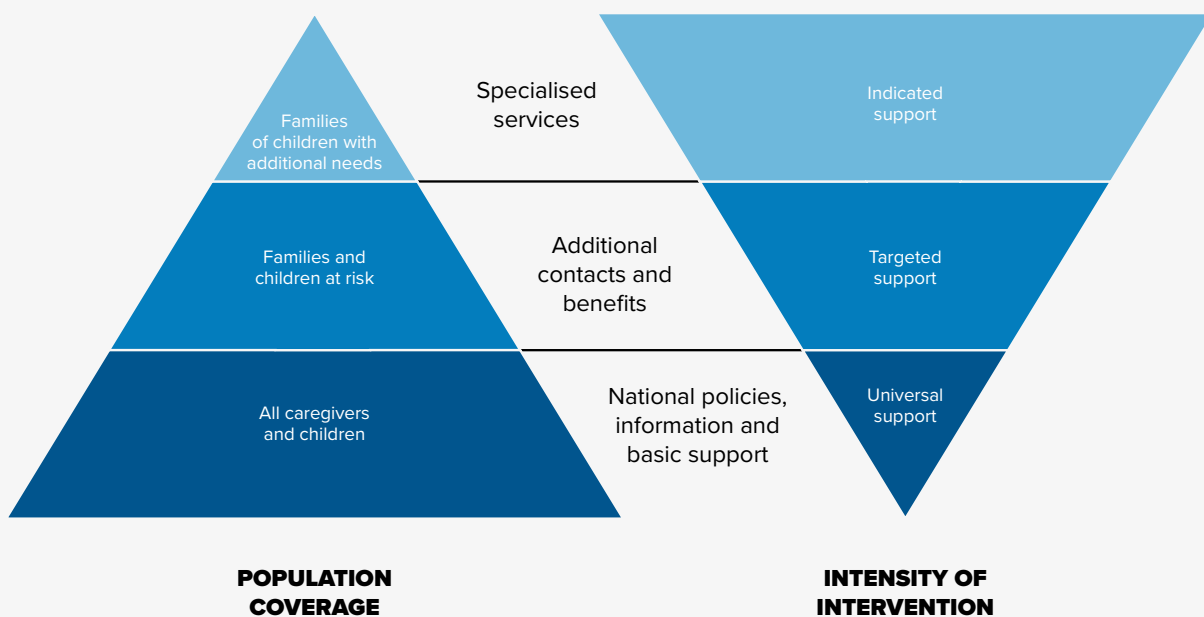 Families
of children with
additional needs
Specialised
services
Indicated
support
Families and
children at risk
Additional
contacts and
benefits
Targeted
support
All caregivers
and children
National policies,
information and
basic support
Universal
support
POPULATION
COVERAGE
INTENSITY OF
INTERVENTION